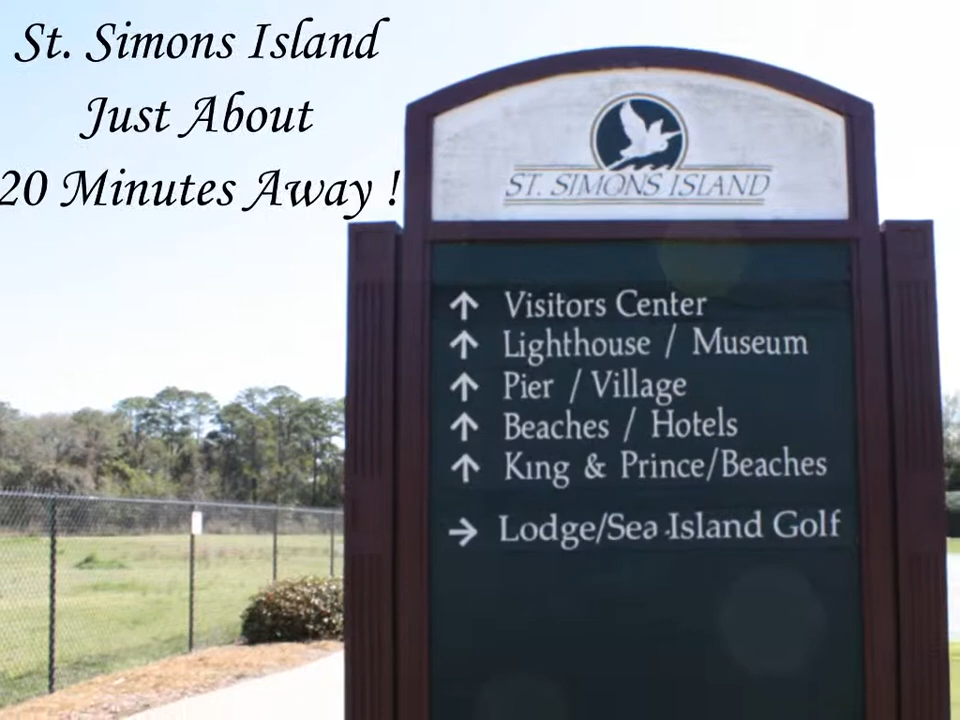 St. Simons Island
Just About
20 Minutes Away !
ST. SIMONS ISLAND
↑ Visitors Center
↑ Lighthouse / Museum
↑ Pier / Village
↑ Beaches / Hotels
↑ King & Prince/Beaches
→ Lodge/Sea Island Golf